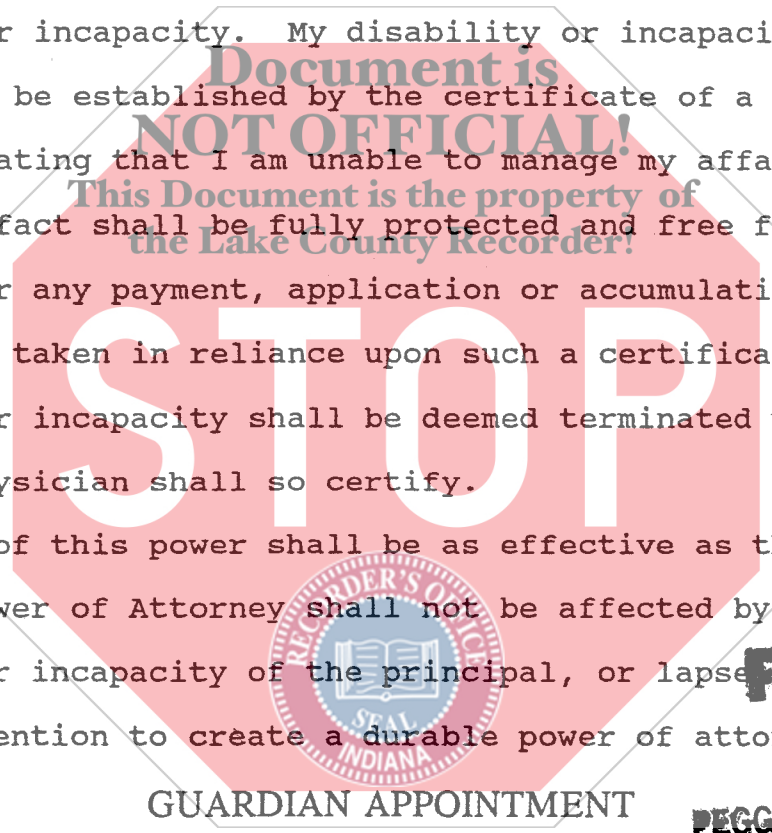 r incapacity. My disability or incapaci
Document is
be established by the certificate of a
NOT OFFICIAL!
ating that I am unable to manage my affa
This Document is the property of
fact shall be fully protected and free f
the Lake County Recorder!
r any payment, application or accumulati
STOP
taken in reliance upon such a certifica
r incapacity shall be deemed terminated
ysician shall so certify.
of this power shall be as effective as t
wer of Attorney shall not be affected by
r incapacity of the principal, or lapse
ention to create a durable power of atto
RECORDER'S OFFICE
SEAL
INDIANA
GUARDIAN APPOINTMENT
PEGG